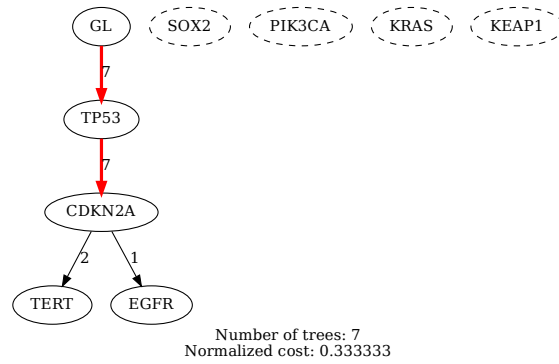 GL SOX2 PIK3CA KRAS KEAP1
7
TP53
7
CDKN2A
2 1
TERT EGFR
Number of trees: 7
Normalized cost: 0.333333